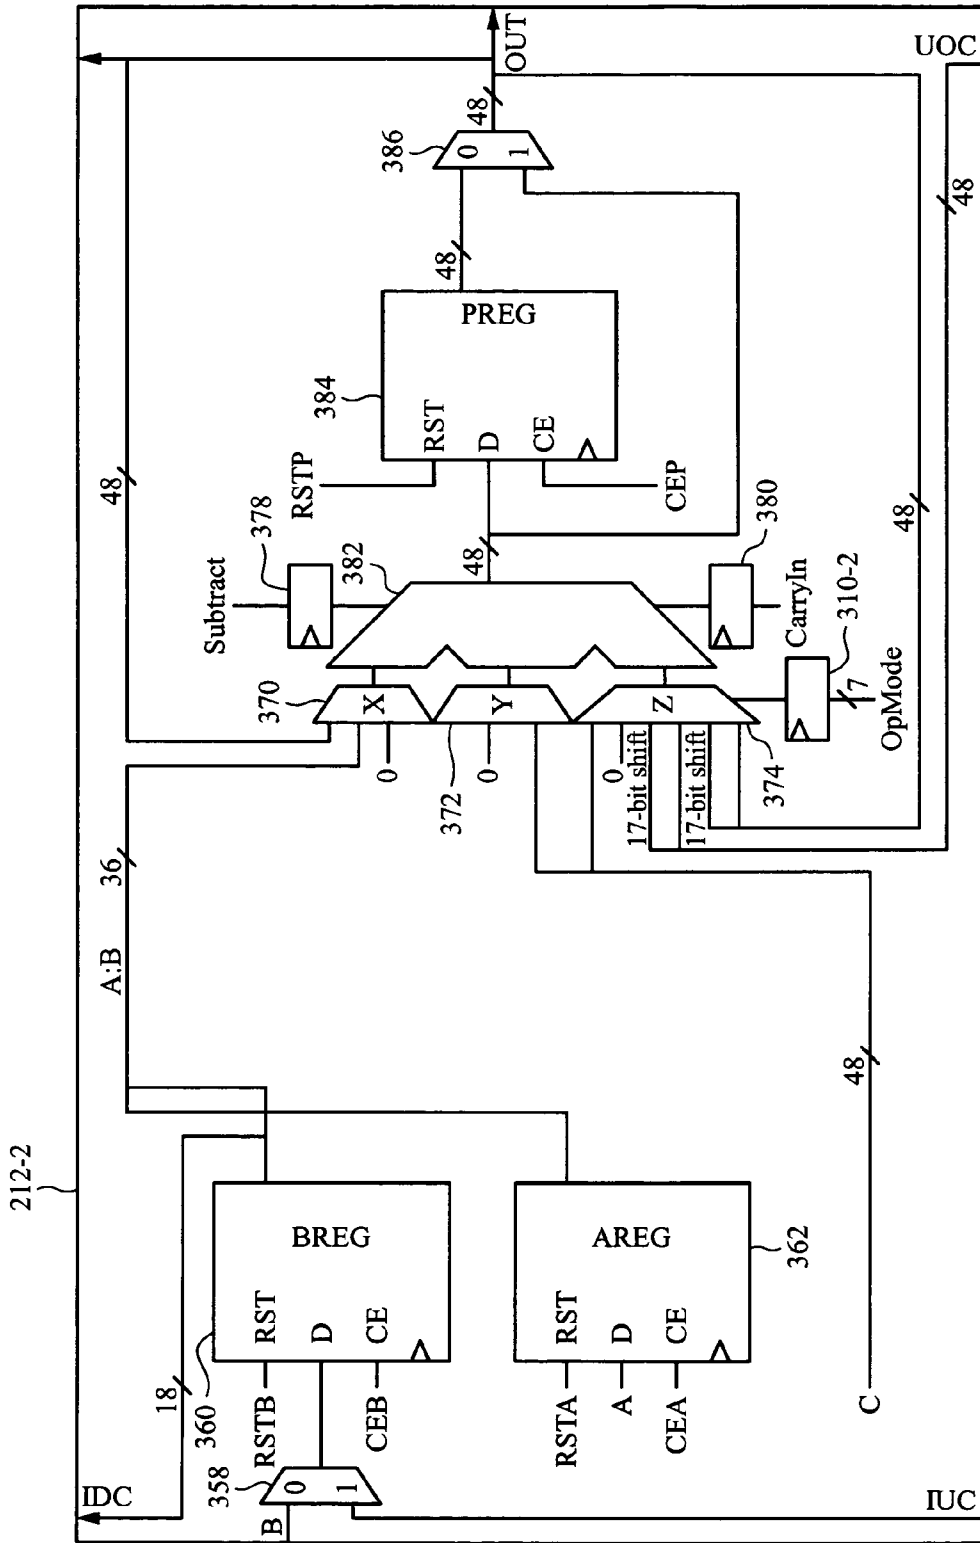 212-2
IDC
18
360
358
B
0
1
RSTB
CEB
RST
D
CE
BREG
IUC
RSTA
A
CEA
RST
D
CE
AREG
362
C
48
A:B
36
48
370
X
0
372
Y
0
Z
0
17-bit shift
17-bit shift
374
Subtract
378
382
48
380
CarryIn
310-2
7
OpMode
RSTP
CEP
384
RST
D
CE
PREG
48
386
0
1
48
OUT
48
48
UOC